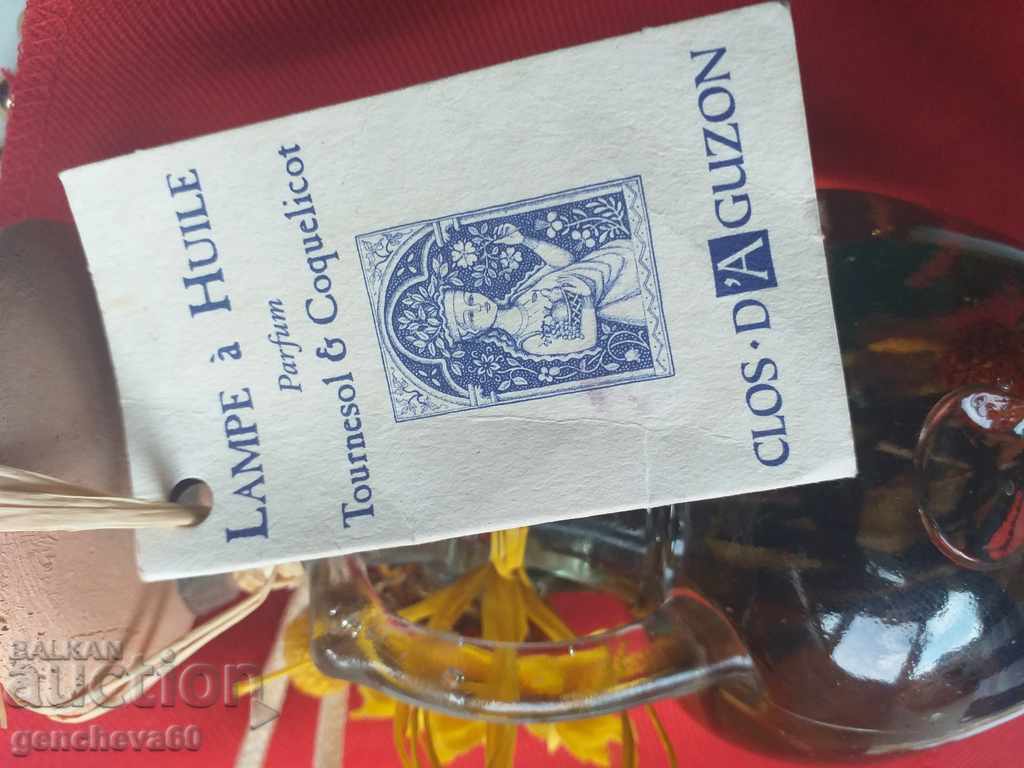 LAMPE à HUILE
Parfum
Tournesol & Coquelicot
CLOS · D'AGUZON
BALKAN
auction
gencheva60